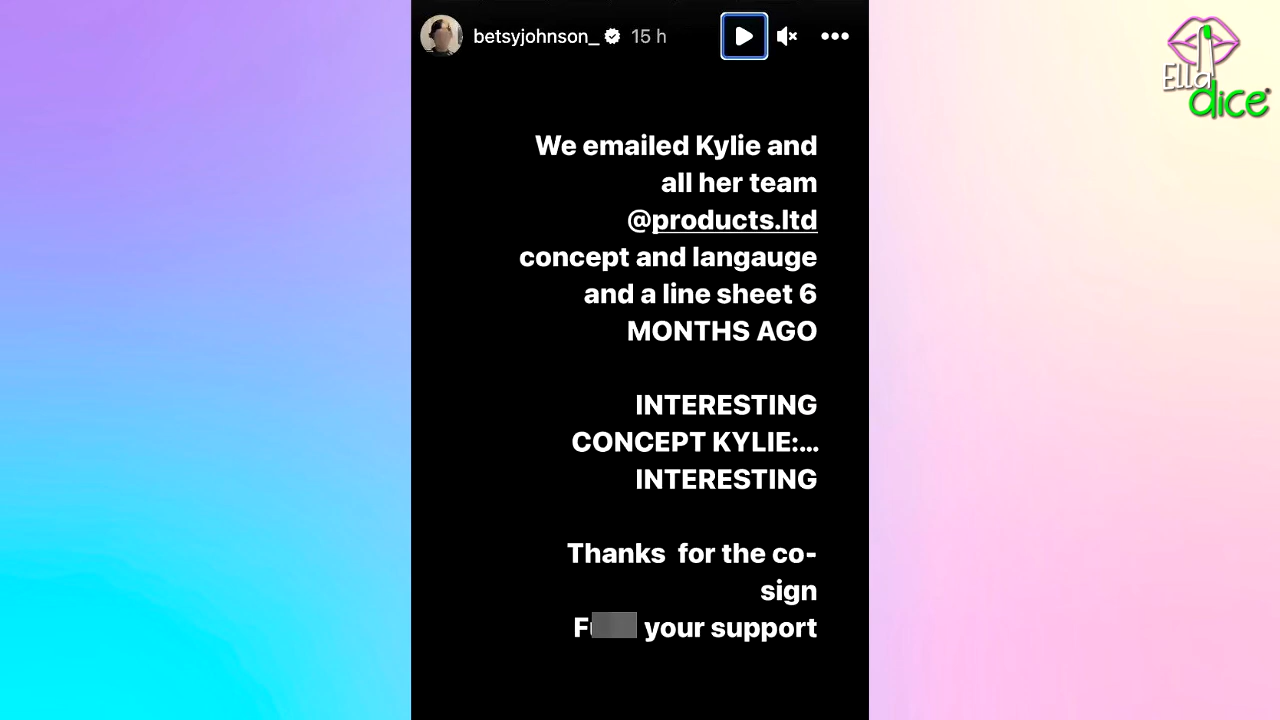 betsyjohnson_ 15 h
We emailed Kylie and
all her team
@products.ltd
concept and langauge
and a line sheet 6
MONTHS AGO
INTERESTING
CONCEPT KYLIE:...
INTERESTING
Thanks for the co-
sign
F your support
Ella
dice